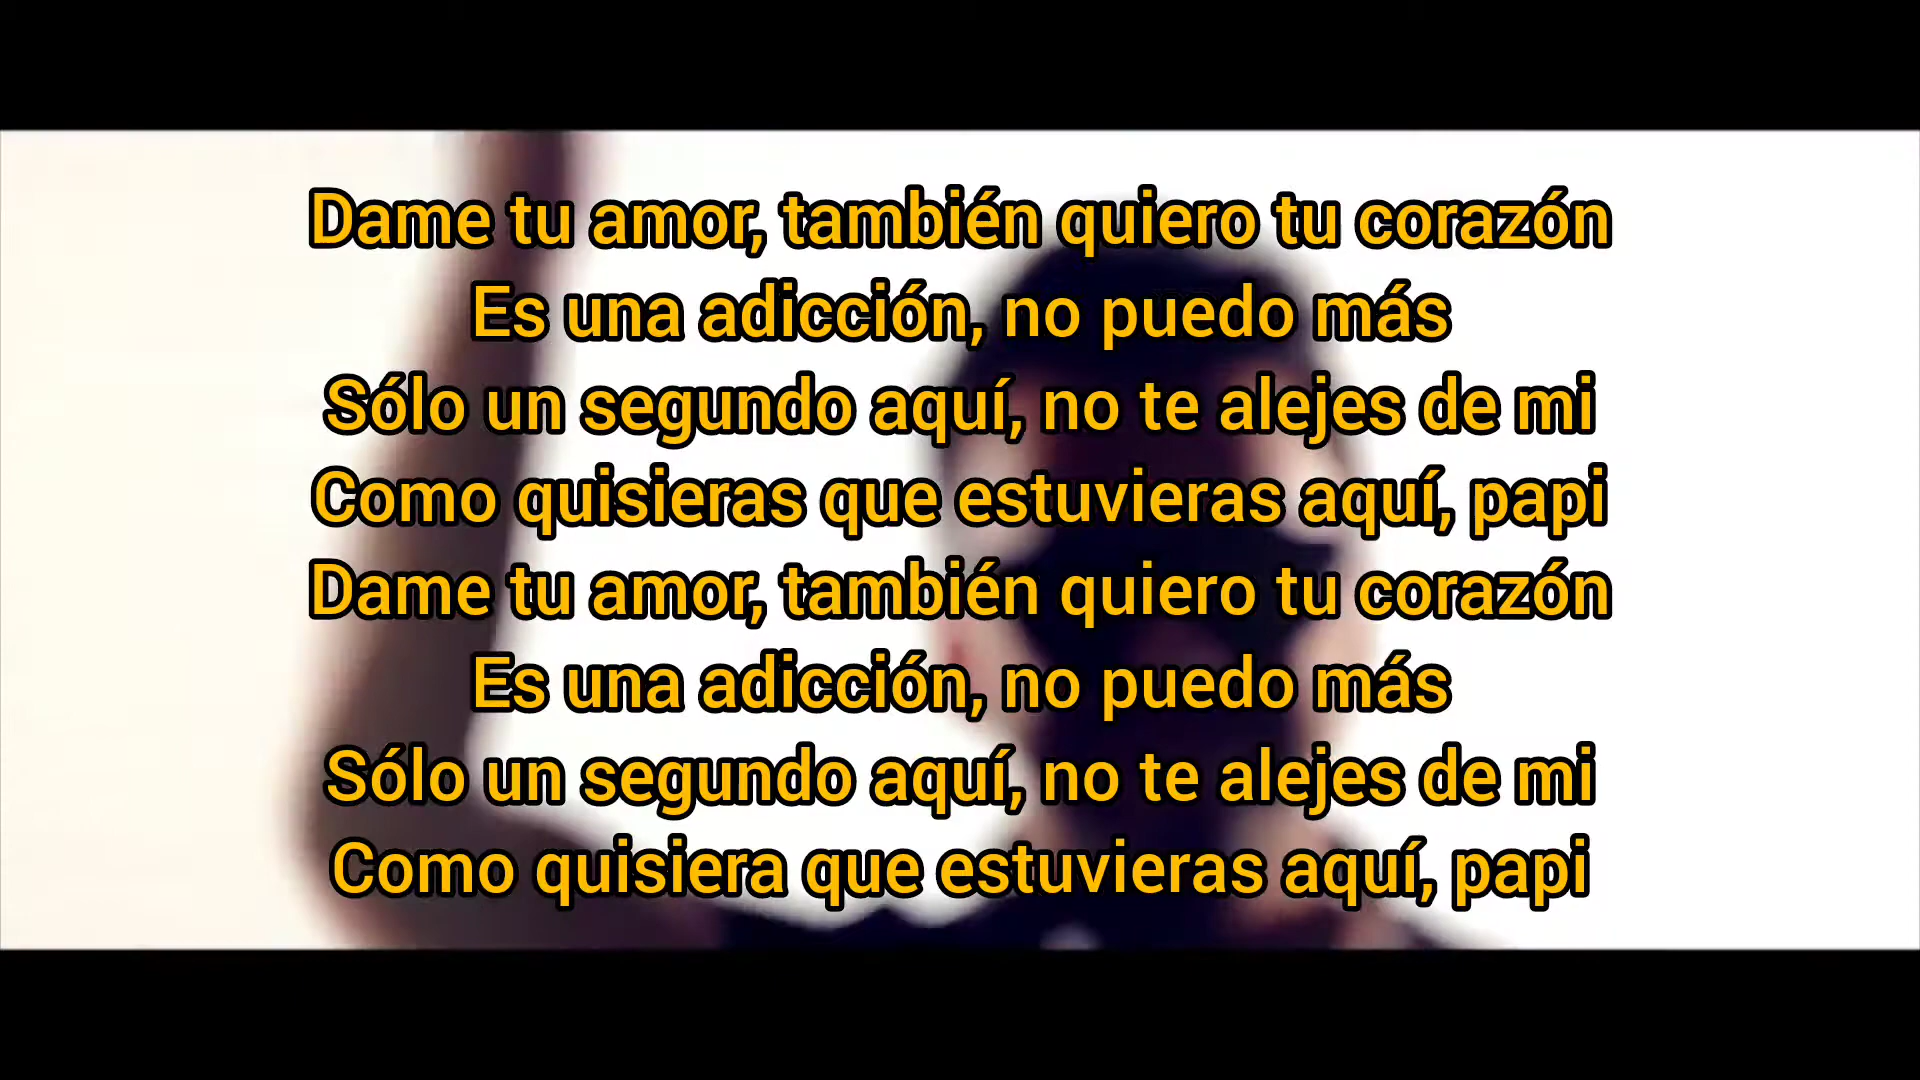 Dame tu amor, también quiero tu corazón
Es una adicción, no puedo más
Sólo un segundo aquí, no te alejes de mi
Como quisieras que estuvieras aquí, papi
Dame tu amor, también quiero tu corazón
Es una adicción, no puedo más
Sólo un segundo aquí, no te alejes de mi
Como quisiera que estuvieras aquí, papi